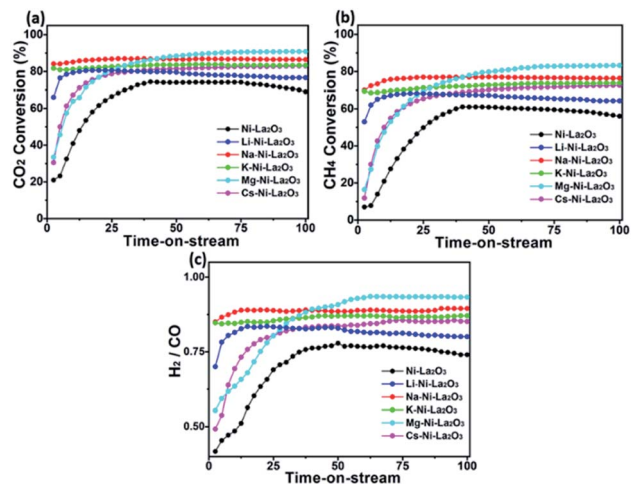 (a)
CO2 Conversion (%)
100
80
60
40
20
0
Ni-La2O3
Li-Ni-La2O3
Na-Ni-La2O3
K-Ni-La2O3
Mg-Ni-La2O3
Cs-Ni-La2O3
0 25 50 75 100
Time-on-stream
(b)
CH4 Conversion (%)
100
80
60
40
20
0
Ni-La2O3
Li-Ni-La2O3
Na-Ni-La2O3
K-Ni-La2O3
Mg-Ni-La2O3
Cs-Ni-La2O3
0 25 50 75 100
Time-on-stream
(c)
H2 / CO
1.00
0.75
0.50
Ni-La2O3
Li-Ni-La2O3
Na-Ni-La2O3
K-Ni-La2O3
Mg-Ni-La2O3
Cs-Ni-La2O3
0 25 50 75 100
Time-on-stream